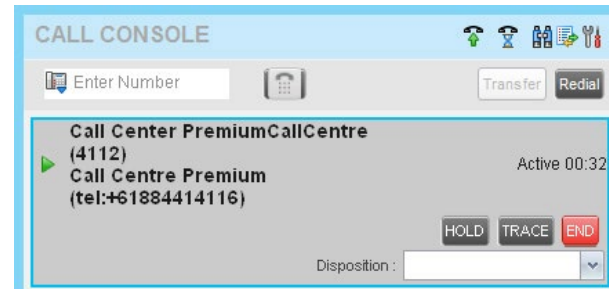 CALL CONSOLE
Enter Number
Transfer
Redial
Call Center PremiumCallCentre
(4112)
Call Centre Premium
(tel:+61884414116)
Active 00:32
HOLD TRACE END
Disposition :